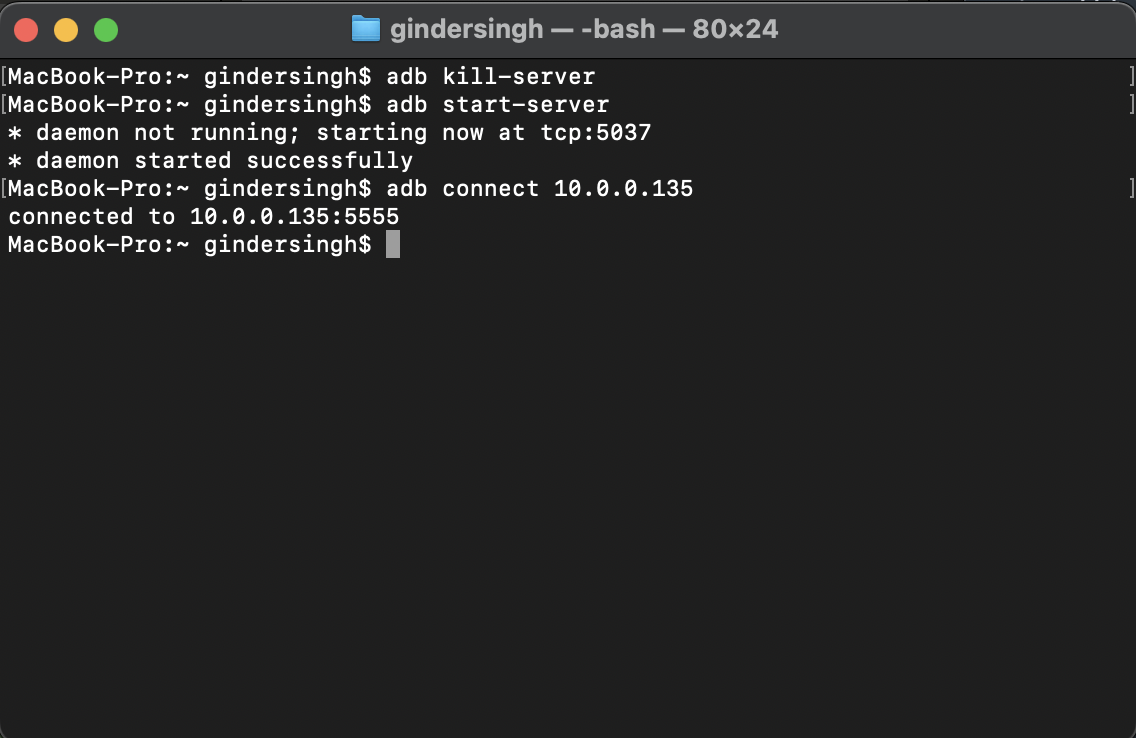 gindersingh — -bash — 80×24
[MacBook-Pro:~ gindersingh$ adb kill-server ]
[MacBook-Pro:~ gindersingh$ adb start-server ]
* daemon not running; starting now at tcp:5037
* daemon started successfully
[MacBook-Pro:~ gindersingh$ adb connect 10.0.0.135 ]
connected to 10.0.0.135:5555
MacBook-Pro:~ gindersingh$